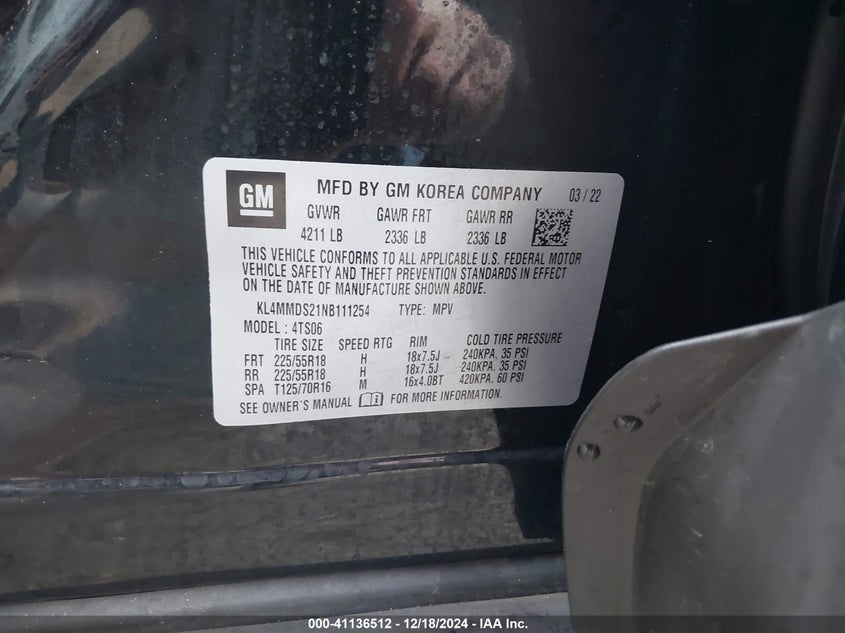 GM MFD BY GM KOREA COMPANY 03 / 22
GVWR GAWR FRT GAWR RR
4211 LB 2336 LB 2336 LB
THIS VEHICLE CONFORMS TO ALL APPLICABLE U.S. FEDERAL MOTOR
VEHICLE SAFETY AND THEFT PREVENTION STANDARDS IN EFFECT
ON THE DATE OF MANUFACTURE SHOWN ABOVE.
KL4MMDS21NB111254 TYPE: MPV
MODEL : 4TS06
TIRE SIZE SPEED RTG RIM COLD TIRE PRESSURE
FRT 225/55R18 H 18x7.5J 240KPA. 35 PSI
RR 225/55R18 H 18x7.5J 240KPA. 35 PSI
SPA T125/70R16 M 16x4.0BT 420KPA. 60 PSI
SEE OWNER'S MANUAL FOR MORE INFORMATION.
000-41136512 / 12/18/2024 - IAA Inc.